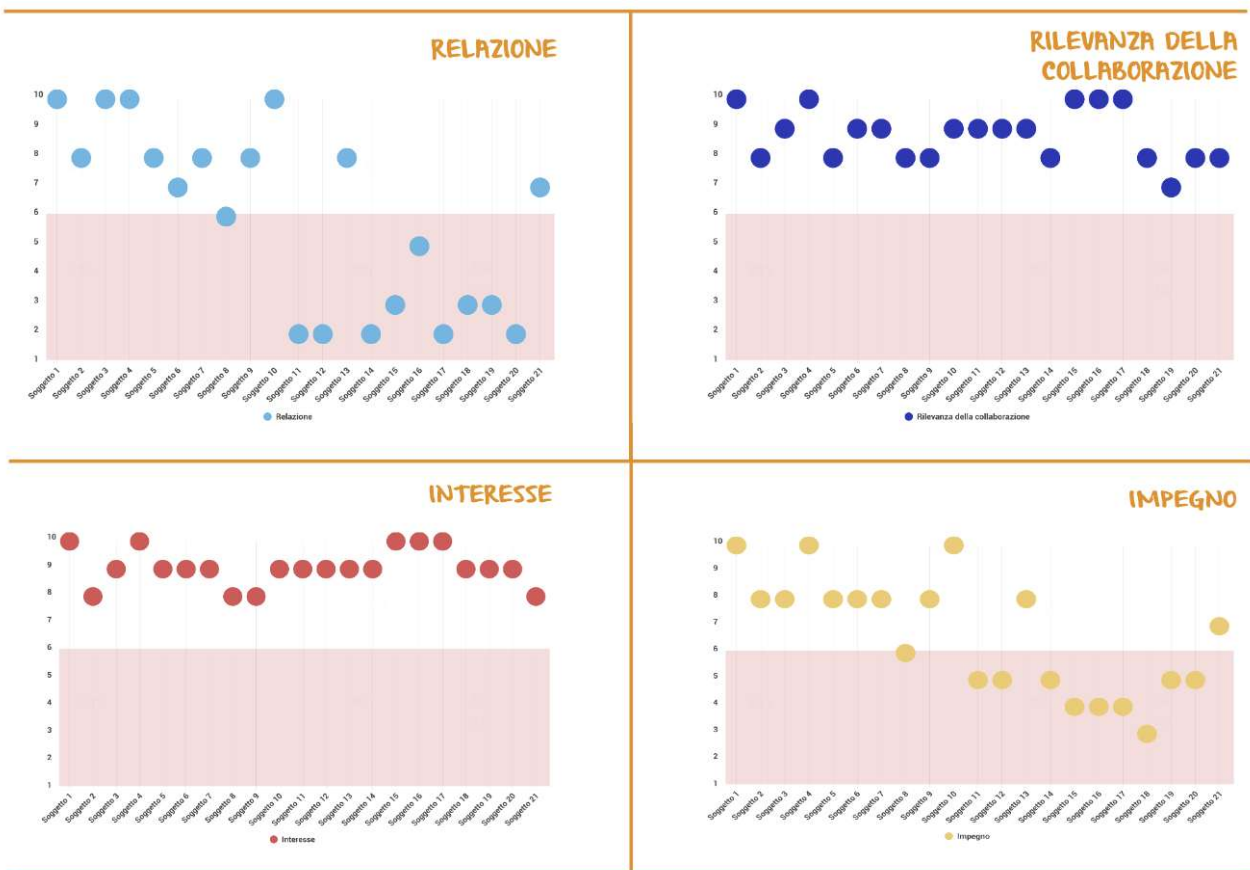 RELAZIONE
10
9
8
7
6
5
4
3
2
1
Soggetto 1
Soggetto 2
Soggetto 3
Soggetto 4
Soggetto 5
Soggetto 6
Soggetto 7
Soggetto 8
Soggetto 9
Soggetto 10
Soggetto 11
Soggetto 12
Soggetto 13
Soggetto 14
Soggetto 15
Soggetto 16
Soggetto 17
Soggetto 18
Soggetto 19
Soggetto 20
Soggetto 21
Relazione
RILEVANZA DELLA
COLLABORAZIONE
10
9
8
7
6
5
4
3
2
1
Soggetto 1
Soggetto 2
Soggetto 3
Soggetto 4
Soggetto 5
Soggetto 6
Soggetto 7
Soggetto 8
Soggetto 9
Soggetto 10
Soggetto 11
Soggetto 12
Soggetto 13
Soggetto 14
Soggetto 15
Soggetto 16
Soggetto 17
Soggetto 18
Soggetto 19
Soggetto 20
Soggetto 21
Rilevanza della collaborazione
INTERESSE
10
9
8
7
6
5
4
3
2
1
Soggetto 1
Soggetto 2
Soggetto 3
Soggetto 4
Soggetto 5
Soggetto 6
Soggetto 7
Soggetto 8
Soggetto 9
Soggetto 10
Soggetto 11
Soggetto 12
Soggetto 13
Soggetto 14
Soggetto 15
Soggetto 16
Soggetto 17
Soggetto 18
Soggetto 19
Soggetto 20
Soggetto 21
Interesse
IMPEGNO
10
9
8
7
6
5
4
3
2
1
Soggetto 1
Soggetto 2
Soggetto 3
Soggetto 4
Soggetto 5
Soggetto 6
Soggetto 7
Soggetto 8
Soggetto 9
Soggetto 10
Soggetto 11
Soggetto 12
Soggetto 13
Soggetto 14
Soggetto 15
Soggetto 16
Soggetto 17
Soggetto 18
Soggetto 19
Soggetto 20
Soggetto 21
Impegno